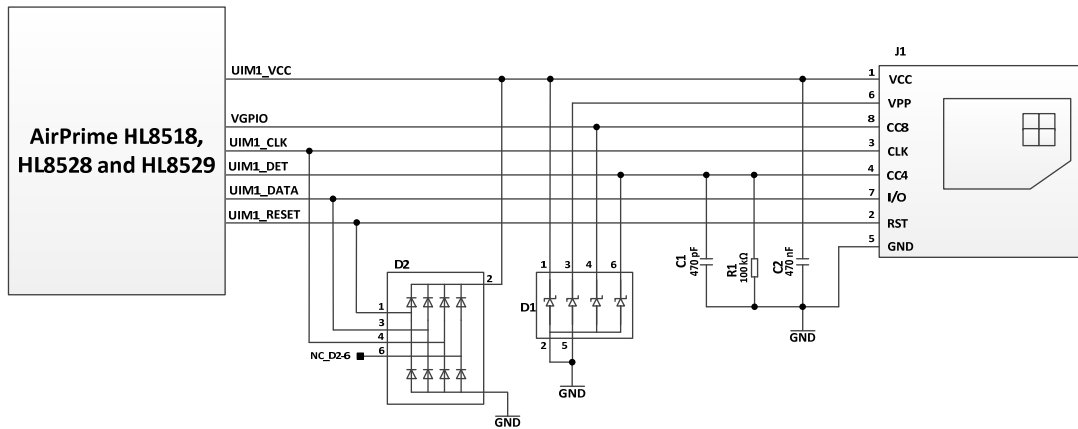 J1
UIM1_VCC
1
VCC
6
VPP
VGPIO
8
CC8
AirPrime HL8518,
HL8528 and HL8529
UIM1_CLK
3
CLK
UIM1_DET
4
CC4
UIM1_DATA
7
I/O
UIM1_RESET
2
RST
5
GND
D2
2
1
3
4
6
NC_D2-6
GND
1
3
4
6
D1
2
5
GND
C1
470 pF
R1
100 kΩ
C2
470 nF
GND